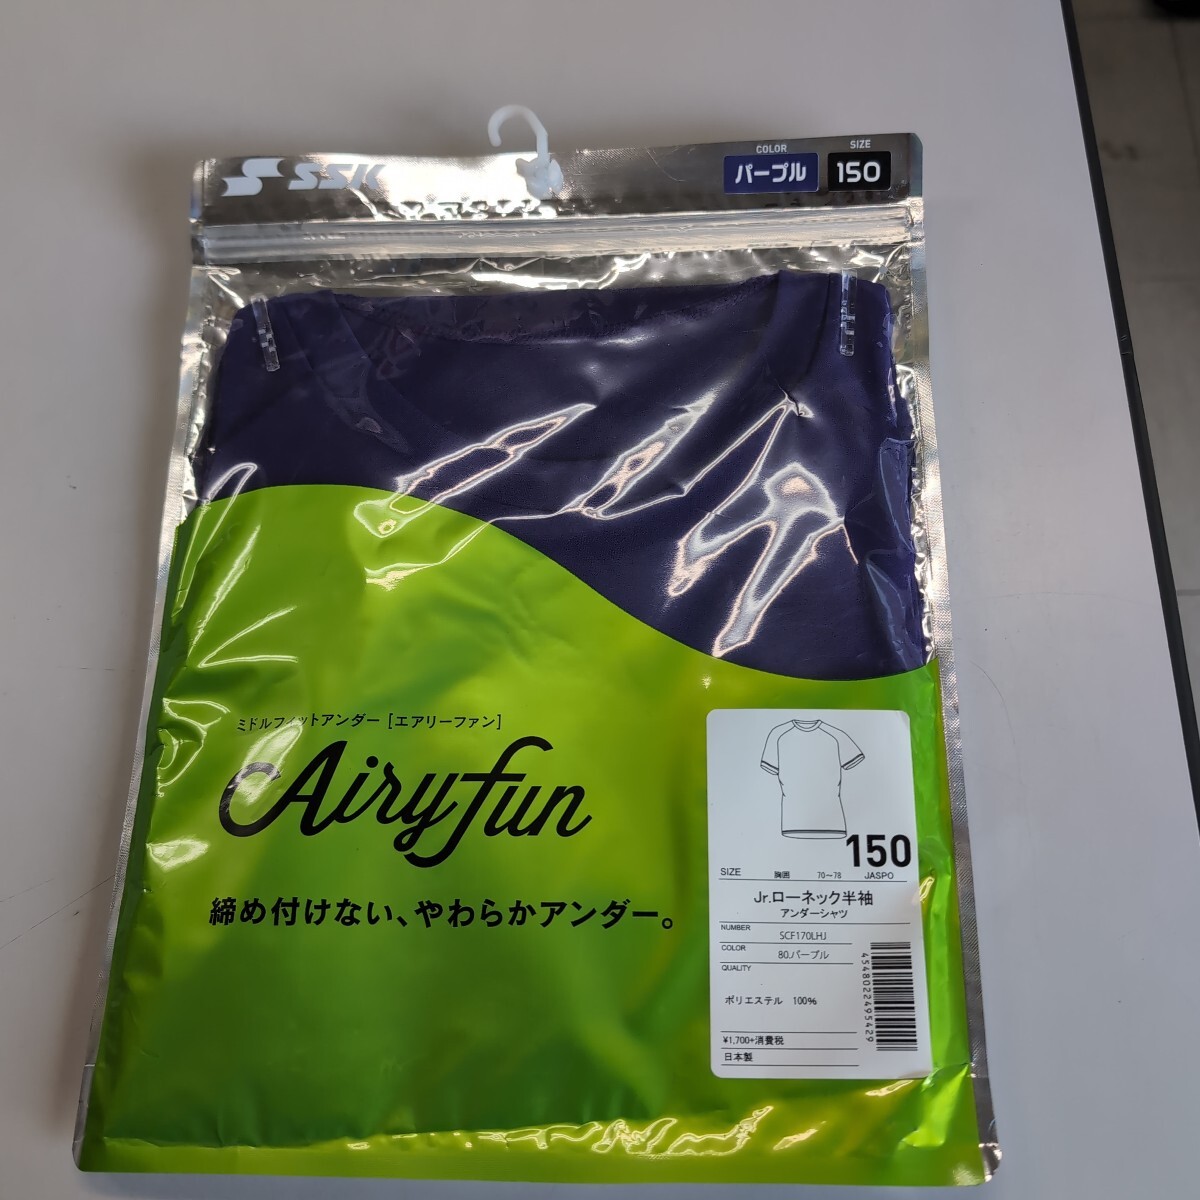 SSK
COLOR
パープル
SIZE
150
ミドルフィットアンダー [エアリーファン]
Airyfun
締め付けない、やわらかアンダー。
150
SIZE 胸囲 70〜78 JASPO
Jr.ローネック半袖
アンダーシャツ
NUMBER
SCF170LHJ
COLOR
80.パープル
QUALITY
ポリエステル 100%
¥1,700+消費税
日本製
4548022495429